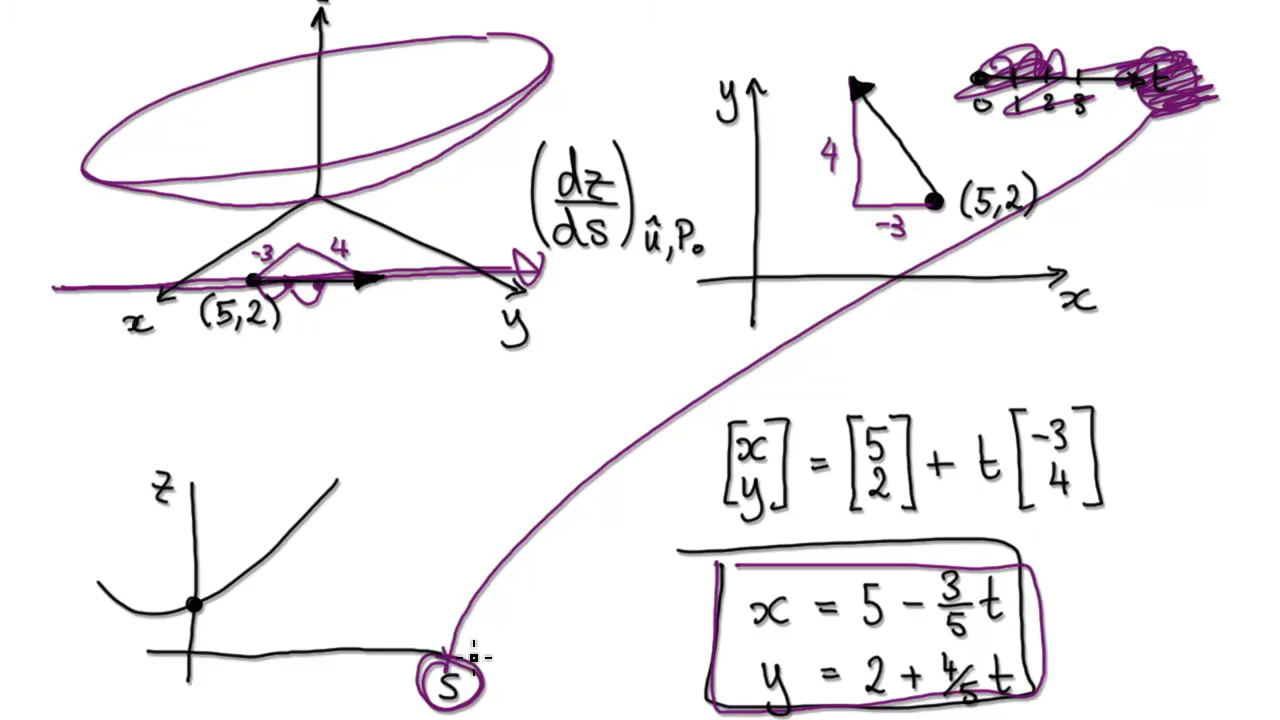 -3 4
(5,2)
x
y
(dz/ds) û,P₀
y
4
-3
(5,2)
x
0 1 2 3 t
z
s
[x y] = [5 2] + t [-3 4]
x = 5 - 3/5 t
y = 2 + 4/5 t